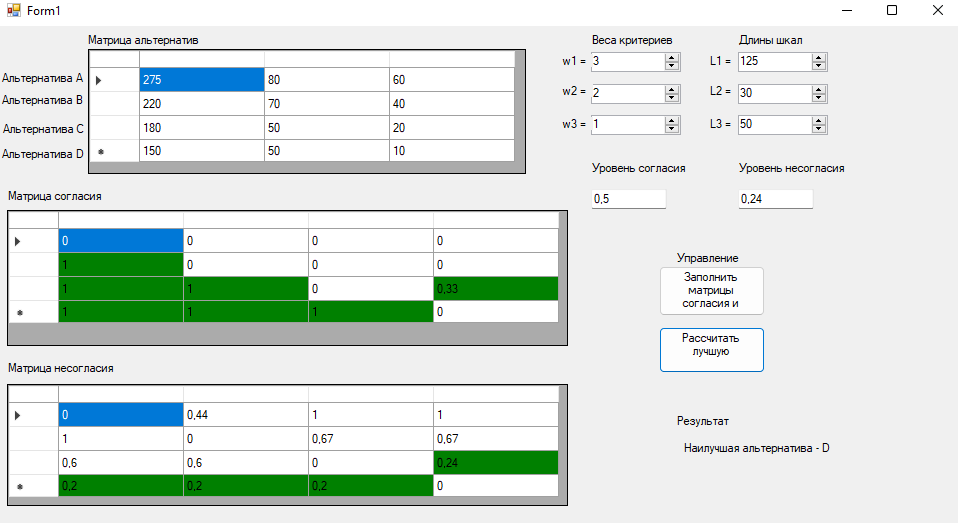 Form1
Матрица альтернатив
Веса критериев
Длины шкал
Альтернатива A
275 80 60
w1 = 3
L1 = 125
Альтернатива B
220 70 40
w2 = 2
L2 = 30
Альтернатива C
180 50 20
w3 = 1
L3 = 50
Альтернатива D
150 50 10
Уровень согласия
Уровень несогласия
0,5
0,24
Матрица согласия
0 0 0 0
1 0 0 0
1 1 0 0,33
1 1 1 0
Управление
Заполнить
матрицы
согласия и
Рассчитать
лучшую
Матрица несогласия
0 0,44 1 1
1 0 0,67 0,67
0,6 0,6 0 0,24
0,2 0,2 0,2 0
Результат
Наилучшая альтернатива - D